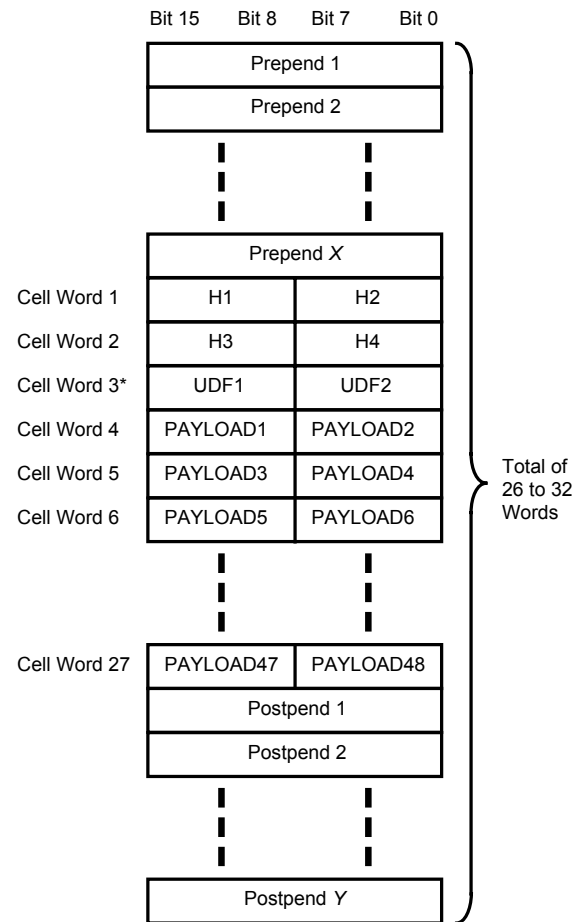 Bit 15 Bit 8 Bit 7 Bit 0
Prepend 1
Prepend 2
Prepend X
Cell Word 1 H1 H2
Cell Word 2 H3 H4
Cell Word 3* UDF1 UDF2
Cell Word 4 PAYLOAD1 PAYLOAD2
Cell Word 5 PAYLOAD3 PAYLOAD4
Cell Word 6 PAYLOAD5 PAYLOAD6
Total of
26 to 32
Words
Cell Word 27 PAYLOAD47 PAYLOAD48
Postpend 1
Postpend 2
Postpend Y